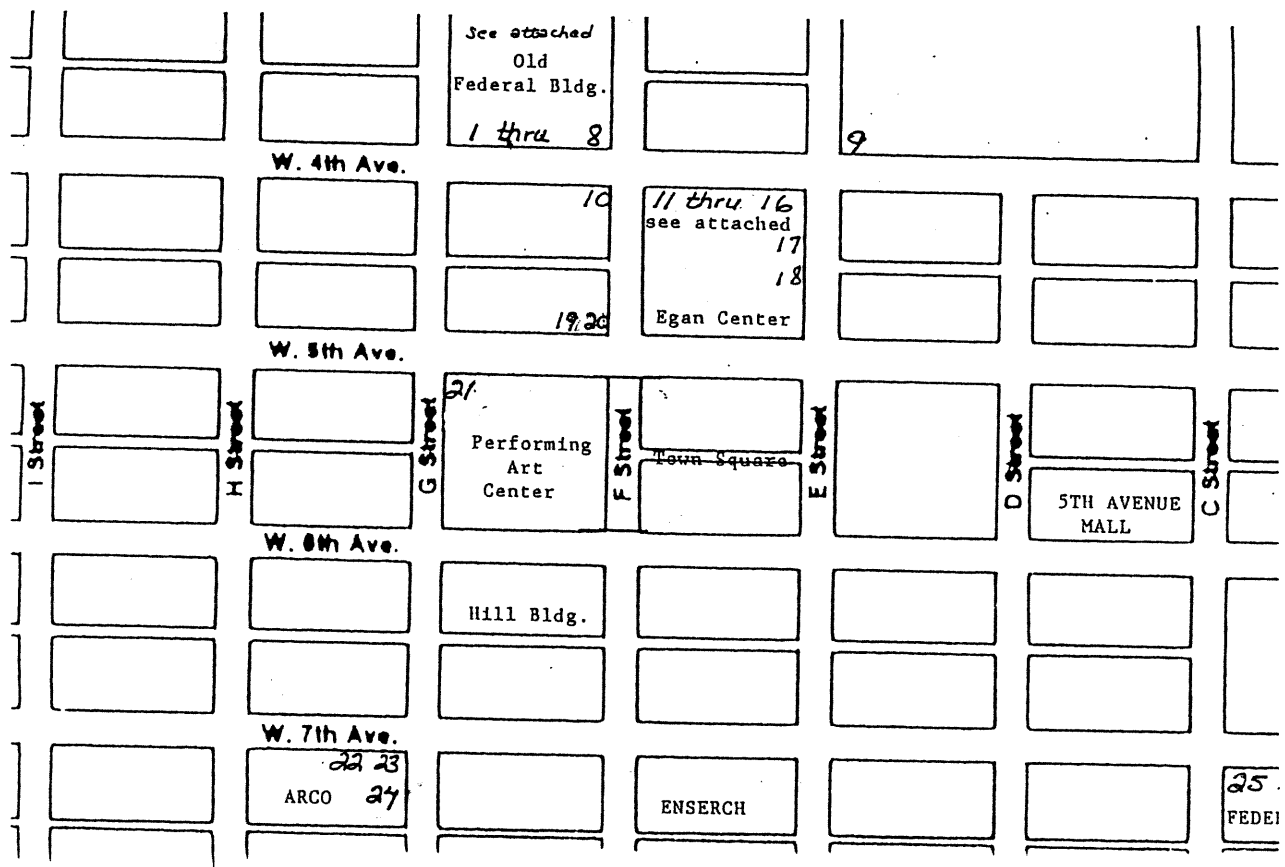 See attached
Old
Federal Bldg.
1 thru 8
9
W. 4th Ave.
10
11 thru 16
see attached
17
18
Egan Center
19, 20
W. 5th Ave.
I Street
H Street
G Street
21.
Performing
Art
Center
F Street
Town Square
E Street
D Street
5TH AVENUE
MALL
C Street
W. 6th Ave.
Hill Bldg.
W. 7th Ave.
22 23
ARCO 24
ENSERCH
25
FEDER